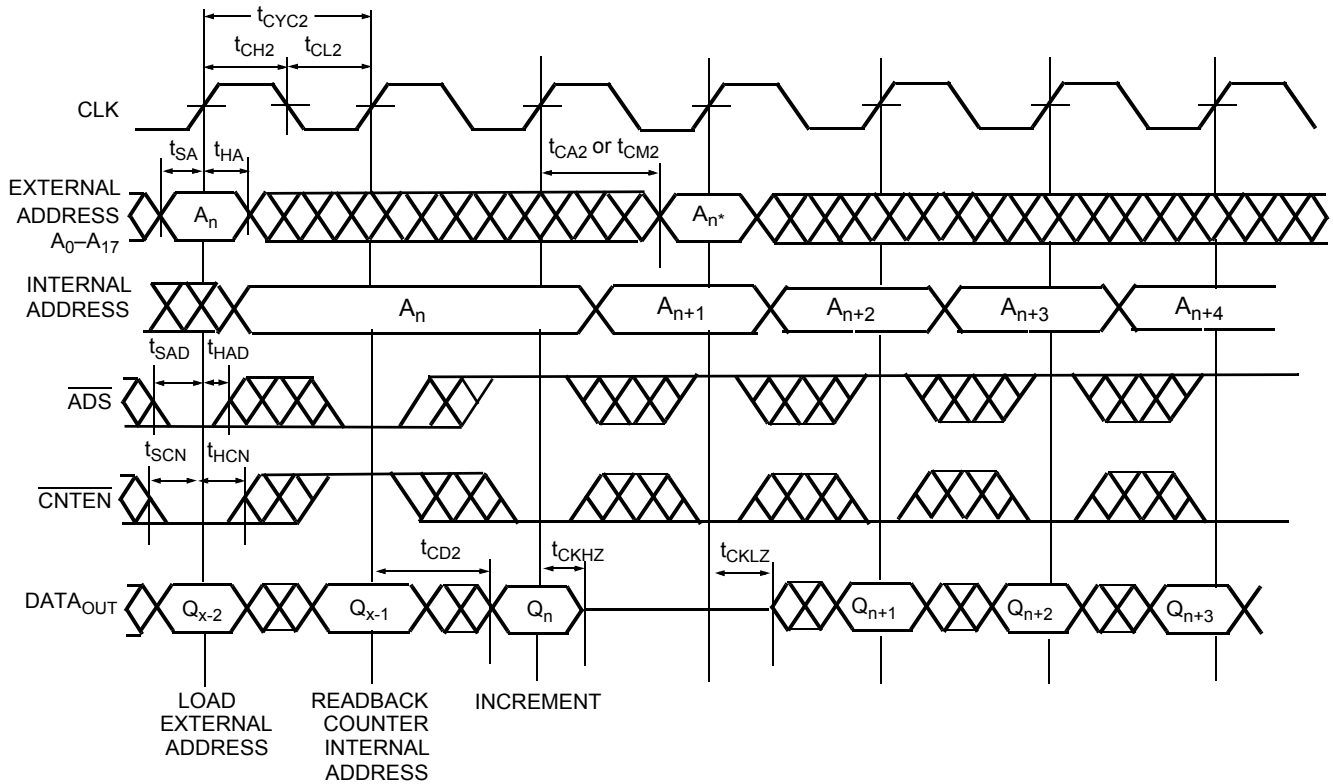 tCYC2
tCH2 tCL2
CLK
tSA tHA tCA2 or tCM2
EXTERNAL
ADDRESS
A0–A17
An An*
INTERNAL
ADDRESS
An An+1 An+2 An+3 An+4
tSAD tHAD
ADS
tSCN tHCN
CNTEN
tCD2 tCKHZ tCKLZ
DATAOUT
Qx-2 Qx-1 Qn Qn+1 Qn+2 Qn+3
LOAD
EXTERNAL
ADDRESS
READBACK
COUNTER
INTERNAL
ADDRESS
INCREMENT